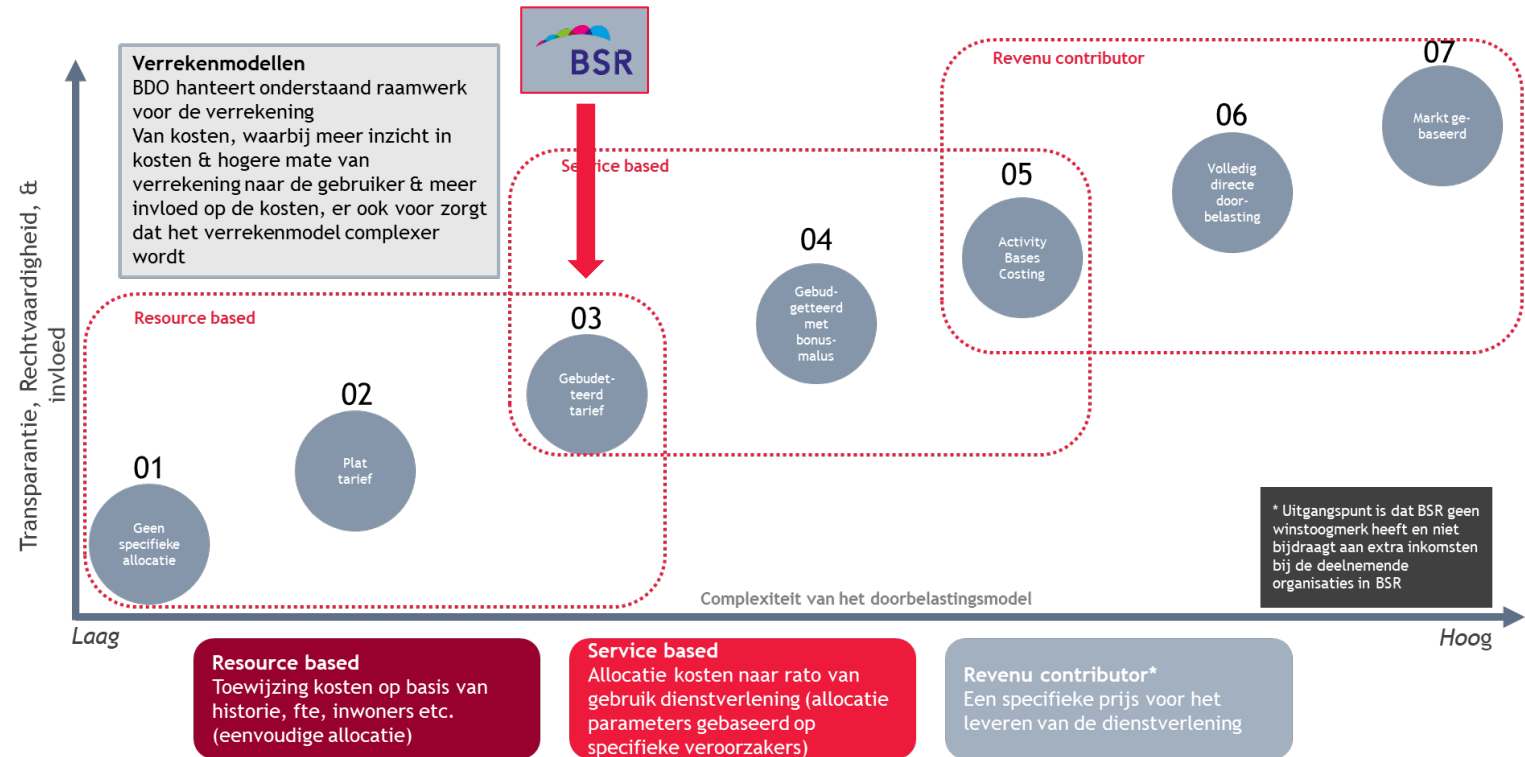 Verrekenmodellen
BDO hanteert onderstaand raamwerk
voor de verrekening
Van kosten, waarbij meer inzicht in
kosten & hogere mate van
verrekening naar de gebruiker & meer
invloed op de kosten, er ook voor zorgt
dat het verrekenmodel complexer
wordt
BSR
Revenu contributor
07
Markt ge-
baseerd
06
Volledig
directe
door-
belasting
Service based
05
Activity
Bases
Costing
04
Gebud-
getteerd
met
bonus-
malus
Resource based
03
Gebudet-
teerd
tarief
02
Plat
tarief
01
Geen
specifieke
allocatie
Transparantie, Rechtvaardigheid, &
invloed
* Uitgangspunt is dat BSR geen
winstoogmerk heeft en niet
bijdraagt aan extra inkomsten
bij de deelnemende
organisaties in BSR
Complexiteit van het doorbelastingsmodel
Laag
Hoog
Resource based
Toewijzing kosten op basis van
historie, fte, inwoners etc.
(eenvoudige allocatie)
Service based
Allocatie kosten naar rato van
gebruik dienstverlening (allocatie
parameters gebaseerd op
specifieke veroorzakers)
Revenu contributor*
Een specifieke prijs voor het
leveren van de dienstverlening